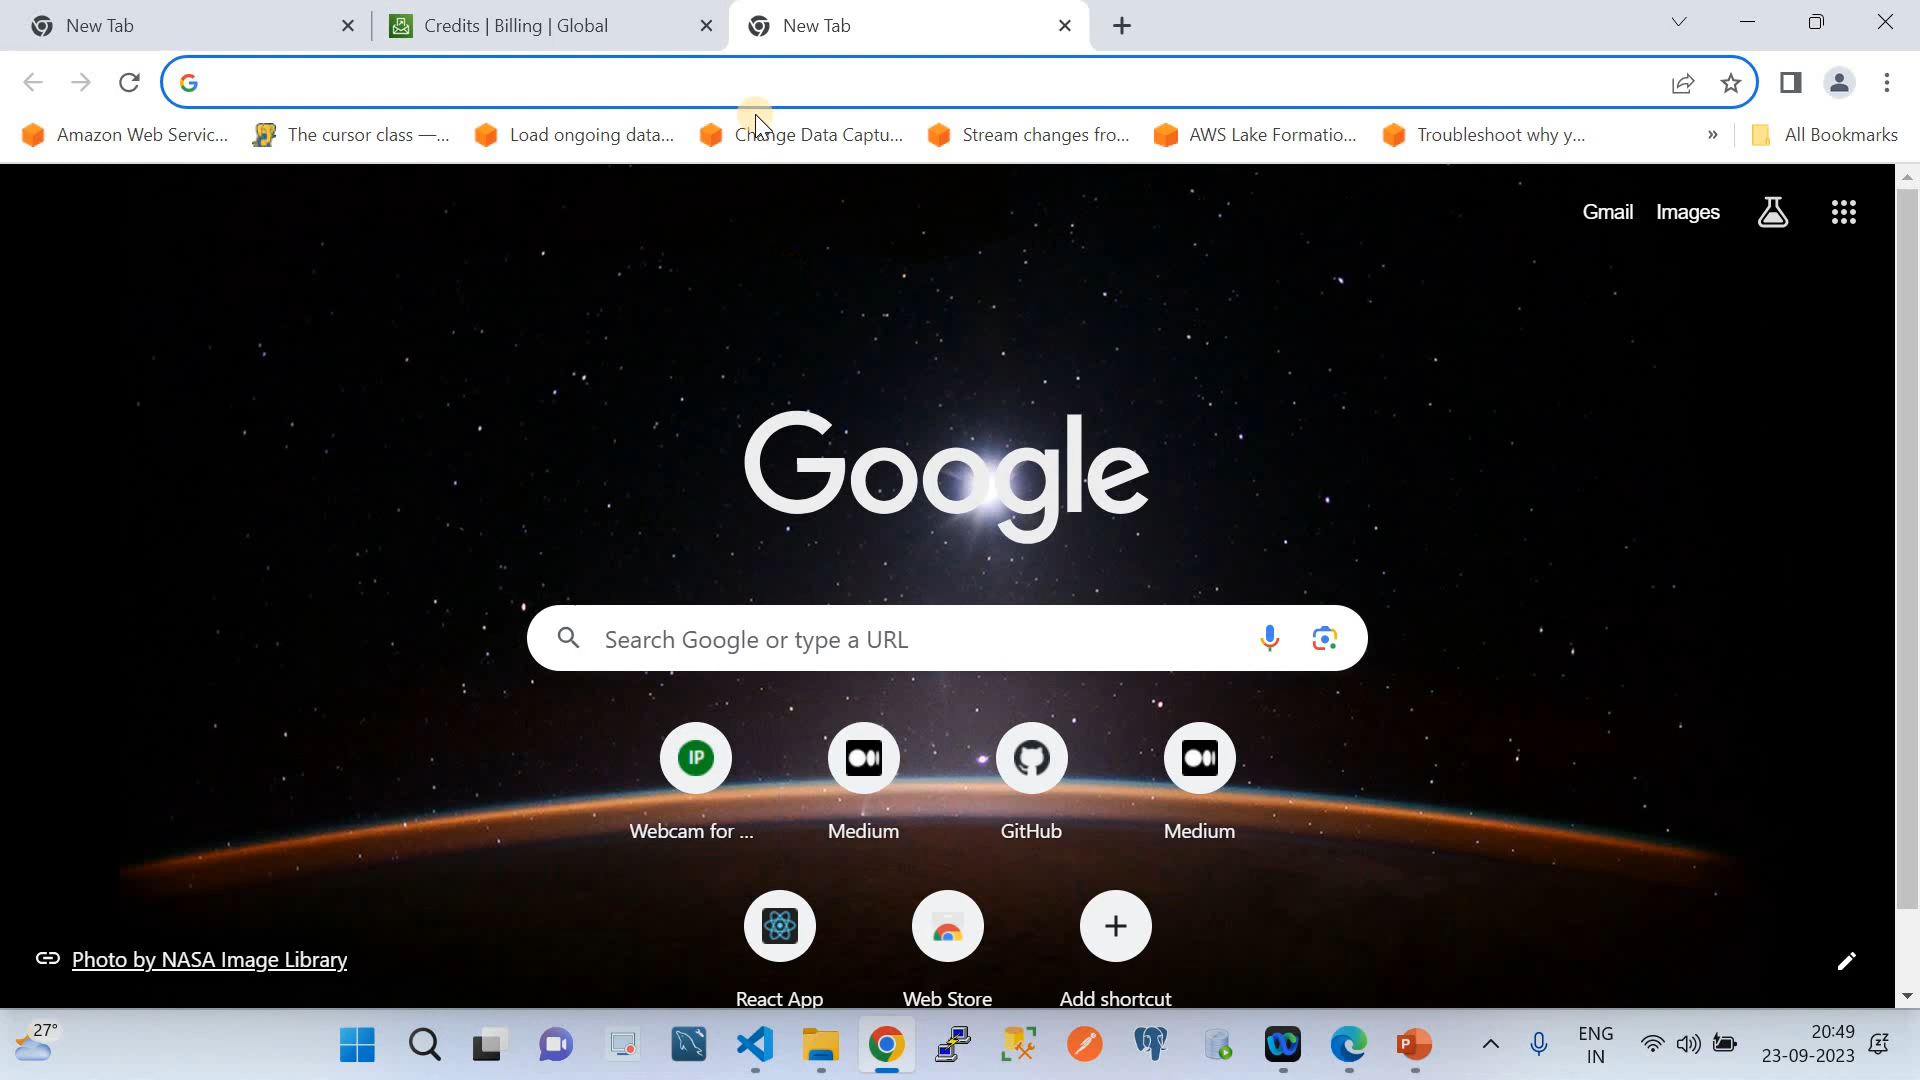 New Tab
Credits | Billing | Global
New Tab
Amazon Web Servic...
The cursor class —...
Load ongoing data...
Change Data Captu...
Stream changes fro...
AWS Lake Formatio...
Troubleshoot why y...
»
All Bookmarks
Gmail
Images
Google
Search Google or type a URL
IP
Webcam for ...
Medium
GitHub
Medium
React App
Web Store
Add shortcut
Photo by NASA Image Library
27°
ENG
IN
20:49
23-09-2023